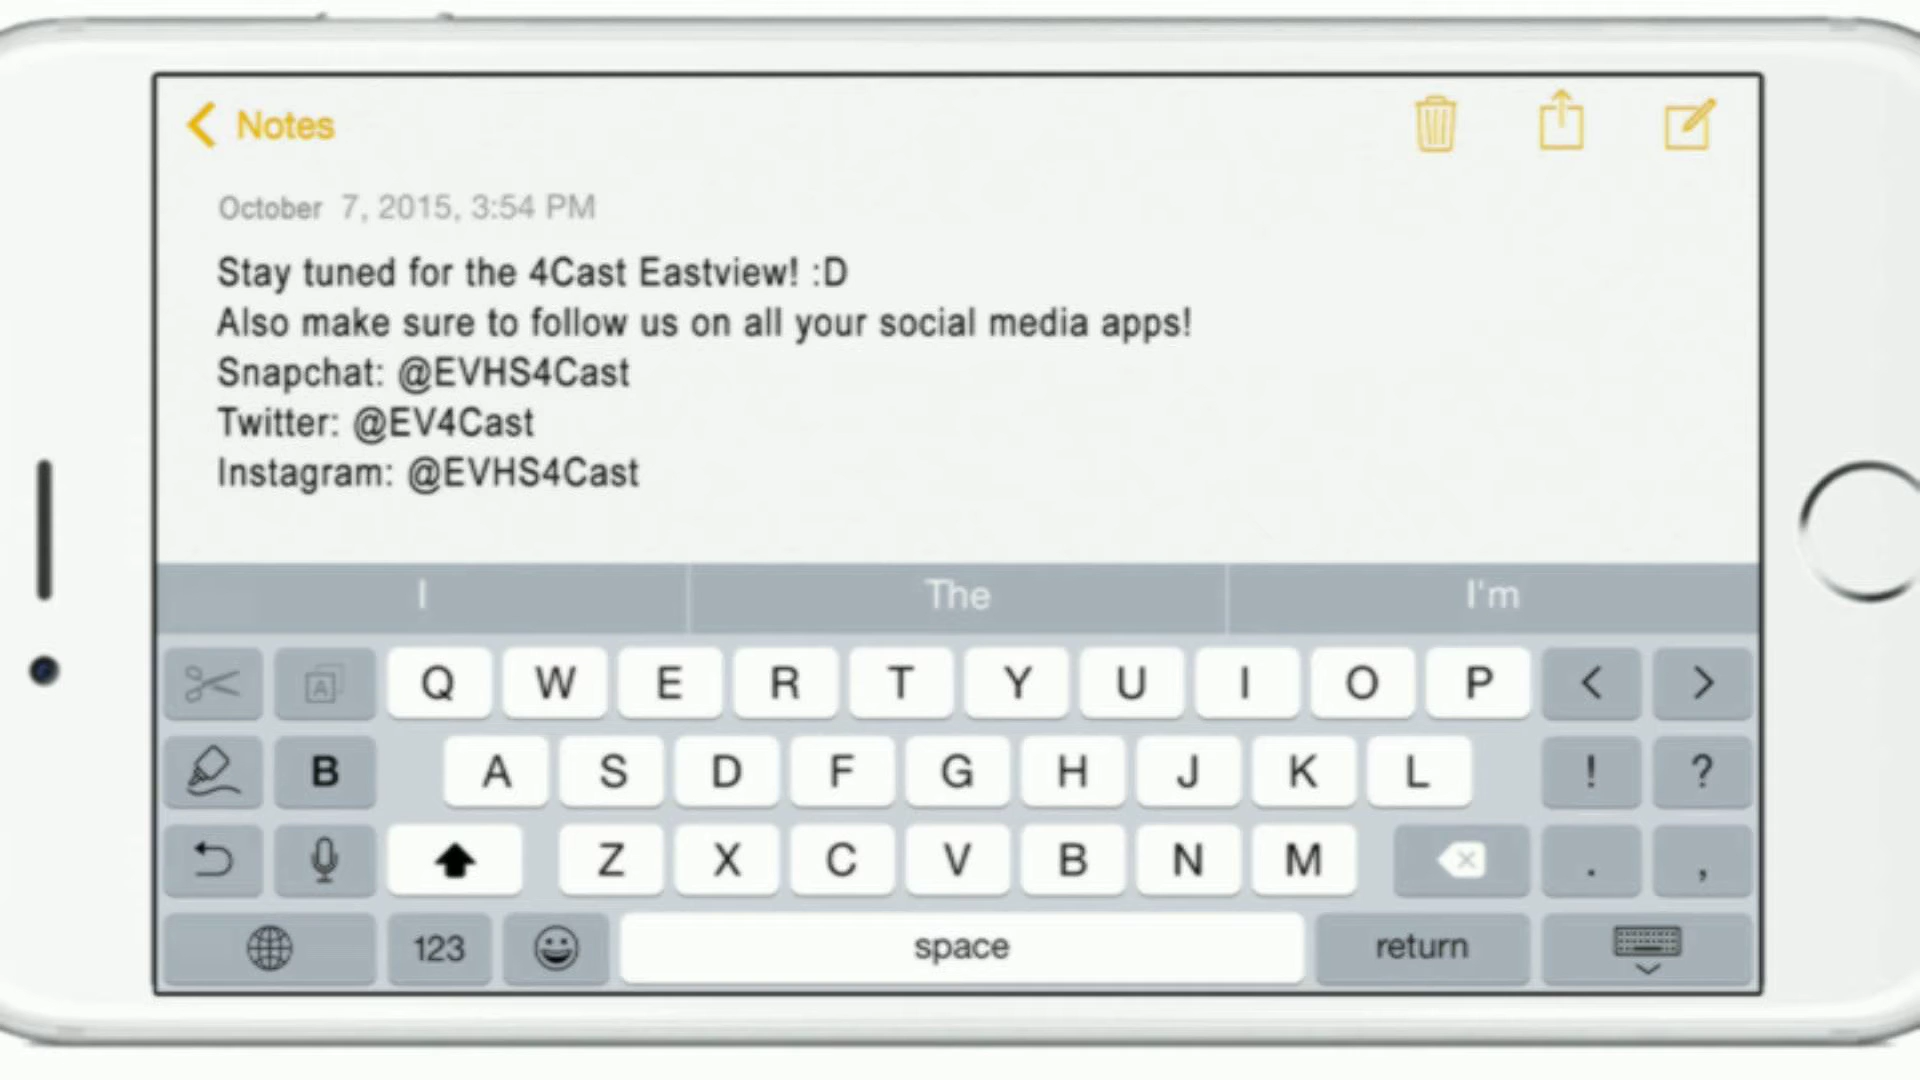 Notes
October 7, 2015, 3:54 PM
Stay tuned for the 4Cast Eastview! :D
Also make sure to follow us on all your social media apps!
Snapchat: @EVHS4Cast
Twitter: @EV4Cast
Instagram: @EVHS4Cast
I The I'm
A Q W E R T Y U I O P < >
B A S D F G H J K L ! ?
Z X C V B N M . ,
123 space return